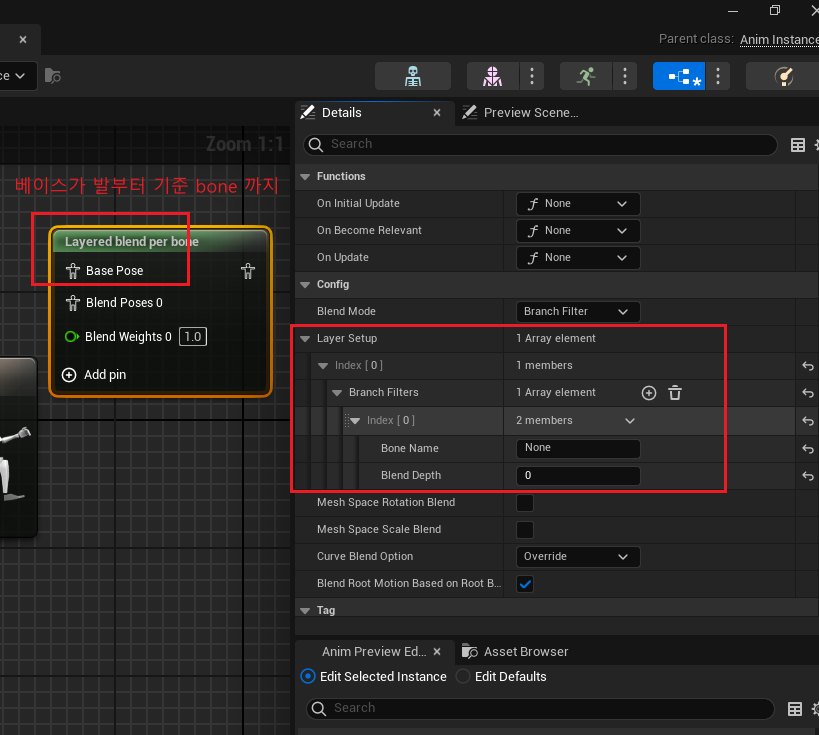 Parent class: Anim Instance
ce
Details
Preview Scene...
Zoom 1:1
Search
베이스가 발부터 기준 bone 까지
Functions
On Initial Update
None
On Become Relevant
None
On Update
None
Layered blend per bone
Base Pose
Blend Poses 0
Blend Weights 0
1.0
Add pin
Config
Blend Mode
Branch Filter
Layer Setup
1 Array element
Index [ 0 ]
1 members
Branch Filters
1 Array element
Index [ 0 ]
2 members
Bone Name
None
Blend Depth
0
Mesh Space Rotation Blend
Mesh Space Scale Blend
Curve Blend Option
Override
Blend Root Motion Based on Root B...
Tag
Anim Preview Ed...
Asset Browser
Edit Selected Instance
Edit Defaults
Search